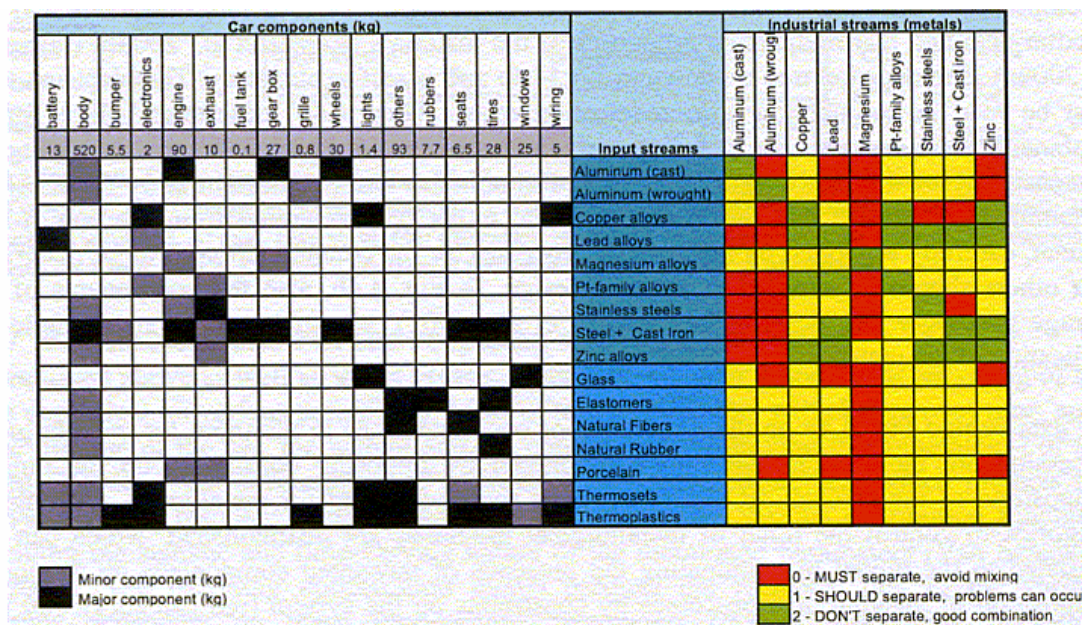 Car components (kg)
Industrial streams (metals)
battery
body
bumper
electronics
engine
exhaust
fuel tank
gear box
grille
wheels
lights
others
rubbers
seats
tires
windows
wiring
Aluminum (cast)
Aluminum (wroug
Copper
Lead
Magnesium
Pt-family alloys
Stainless steels
Steel + Cast iron
Zinc
13 520 5.5 2 90 10 0.1 27 0.8 30 1.4 93 7.7 6.5 28 25 5 Input streams
Aluminum (cast)
Aluminum (wrought)
Copper alloys
Lead alloys
Magnesium alloys
Pt-family alloys
Stainless steels
Steel + Cast Iron
Zinc alloys
Glass
Elastomers
Natural Fibers
Natural Rubber
Porcelain
Thermosets
Thermoplastics
Minor component (kg)
Major component (kg)
0 - MUST separate, avoid mixing
1 - SHOULD separate, problems can occu
2 - DON'T separate, good combination